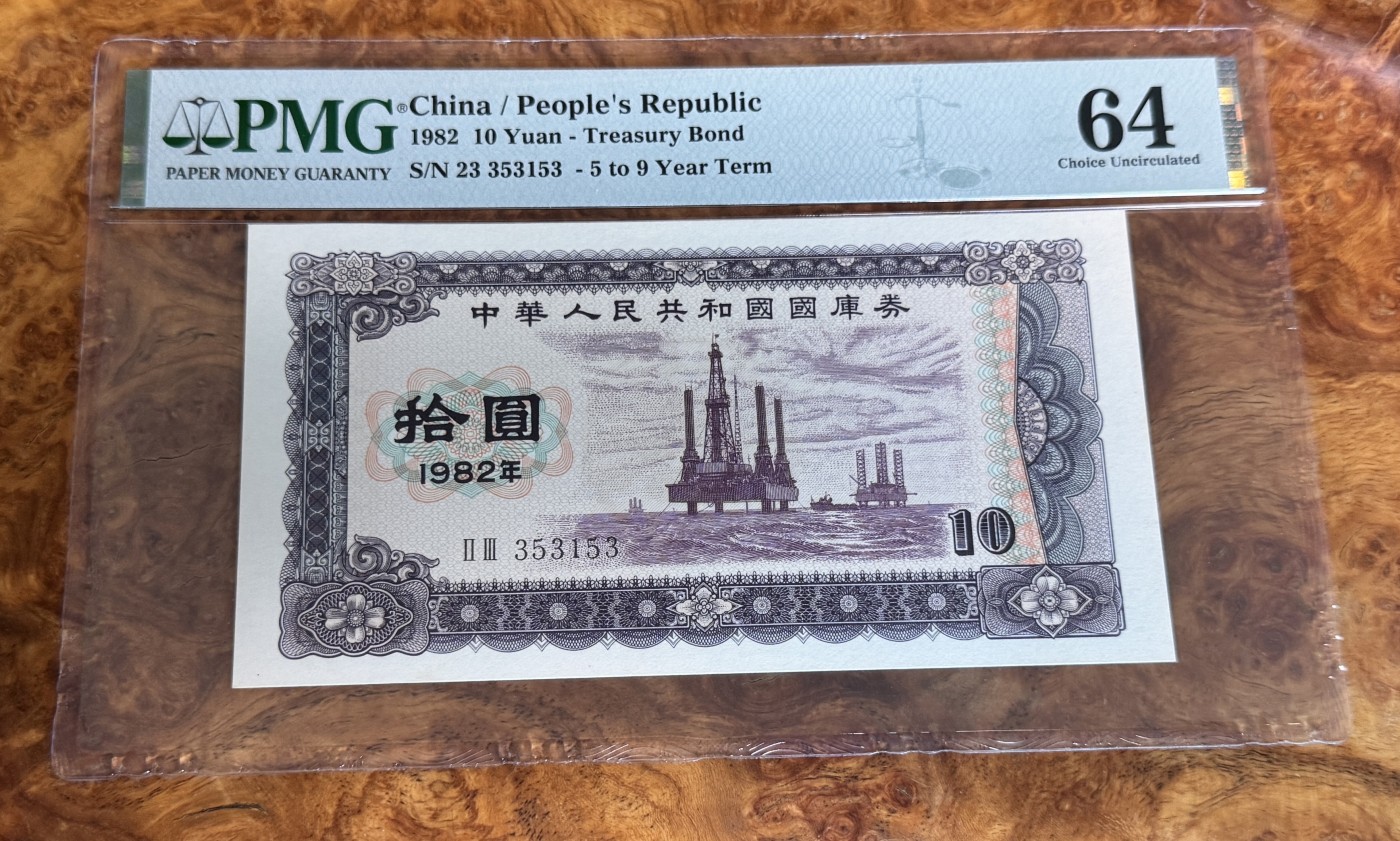 PMG®
PAPER MONEY GUARANTY
China / People's Republic
1982 10 Yuan - Treasury Bond
S/N 23 353153 - 5 to 9 Year Term
64
Choice Uncirculated
中華人民共和國國庫券
拾圓
1982年
ⅡⅢ 353153
10